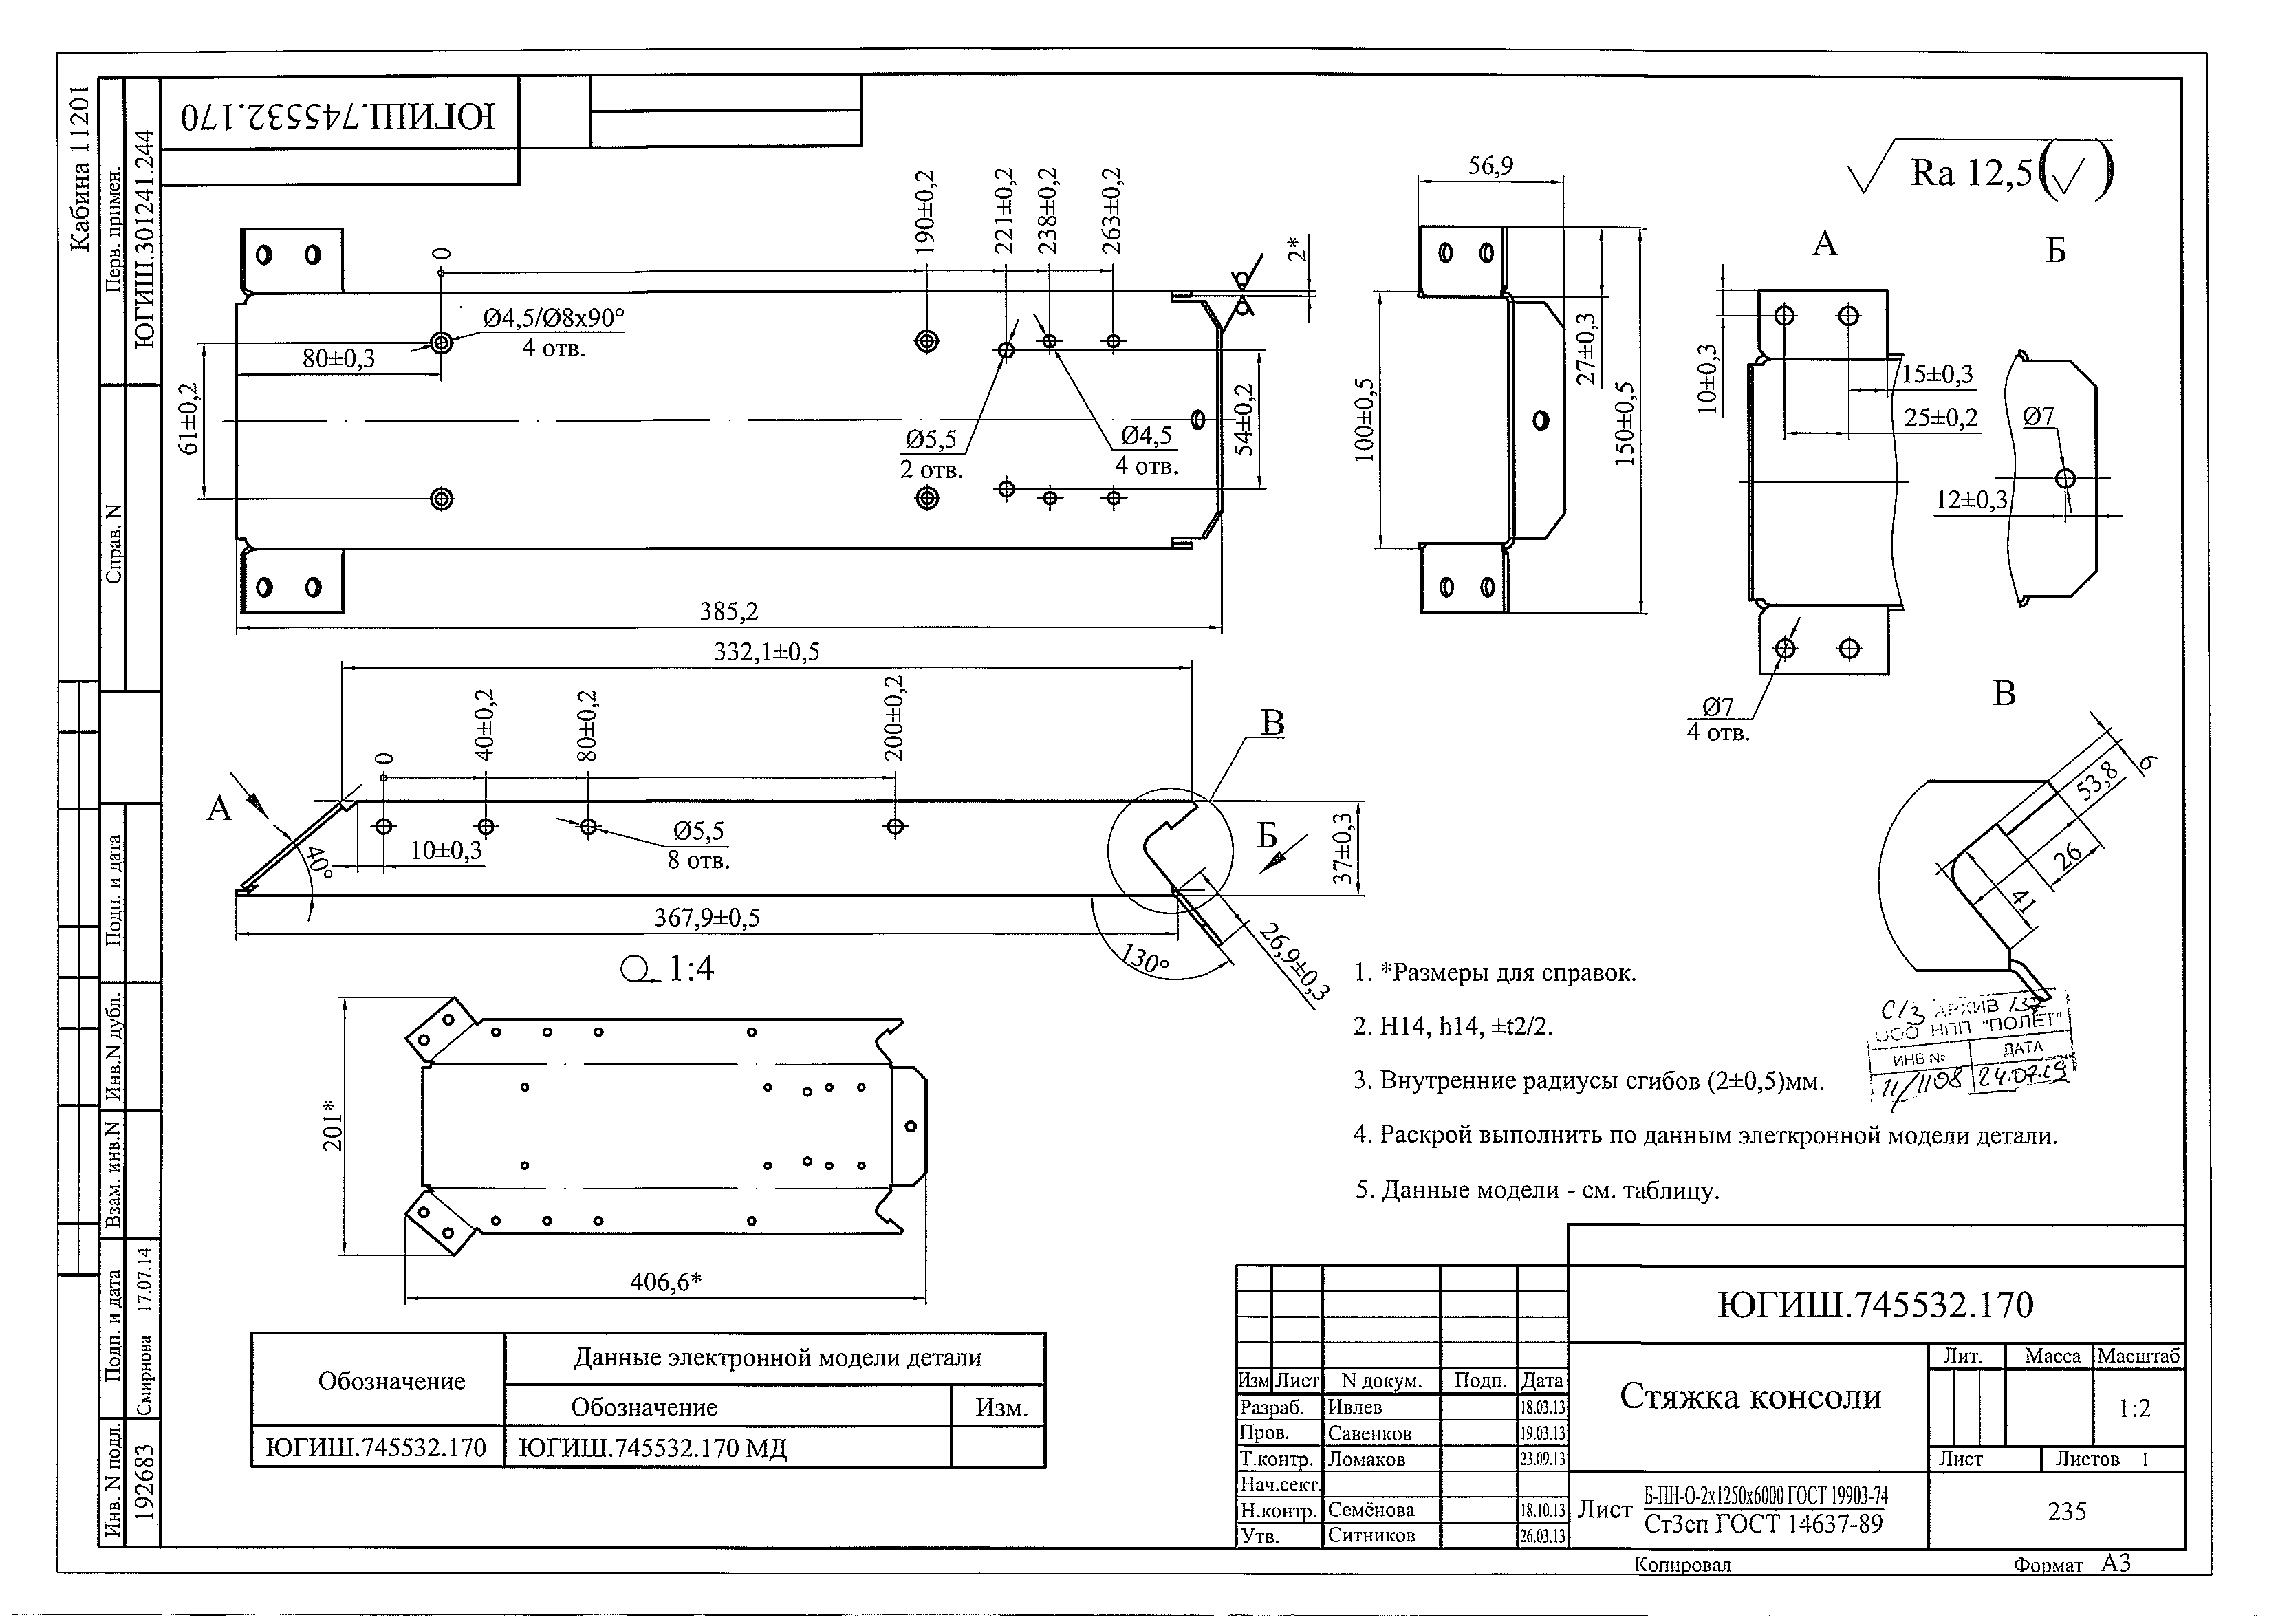 Кабина 11201
Перв. примен.
ЮГИШ.301241.244
Справ. N
Подп. и дата
Инв.N дубл.
Взам. инв.N
Подп. и дата
Смирнова 17.07.14
Инв. N подл.
192683
ЮГИШ.745532.170
Ra 12,5
0
190±0,2
221±0,2
238±0,2
263±0,2
2*
Ø4,5/Ø8x90°
4 отв.
80±0,3
61±0,2
Ø5,5
2 отв.
Ø4,5
4 отв.
54±0,2
385,2
56,9
100±0,5
27±0,3
150±0,5
А
10±0,3
15±0,3
25±0,2
Ø7
4 отв.
Б
Ø7
12±0,3
332,1±0,5
0
40±0,2
80±0,2
200±0,2
А
40°
10±0,3
Ø5,5
8 отв.
В
Б
37±0,3
367,9±0,5
130°
26,9±0,3
В
6
53,8
26
41
1:4
201*
406,6*
1. *Размеры для справок.
2. H14, h14, ±t2/2.
3. Внутренние радиусы сгибов (2±0,5)мм.
4. Раскрой выполнить по данным элеткронной модели детали.
5. Данные модели - см. таблицу.
АРХИВ
ООО НПП "ПОЛЕТ"
ИНВ № ДАТА
11/1108
Обозначение
Данные электронной модели детали
Обозначение Изм.
ЮГИШ.745532.170 ЮГИШ.745532.170 МД
ЮГИШ.745532.170
Изм Лист N докум. Подп. Дата
Разраб. Ивлев 18.03.13
Пров. Савенков 19.03.13
Т.контр. Ломаков 23.09.13
Нач.сект.
Н.контр. Семёнова 18.10.13
Утв. Ситников 26.03.13
Стяжка консоли
Лит. Масса Масштаб
1:2
Лист Листов 1
Лист Б-ПН-О-2х1250х6000 ГОСТ 19903-74
Ст3сп ГОСТ 14637-89
235
Копировал
Формат А3